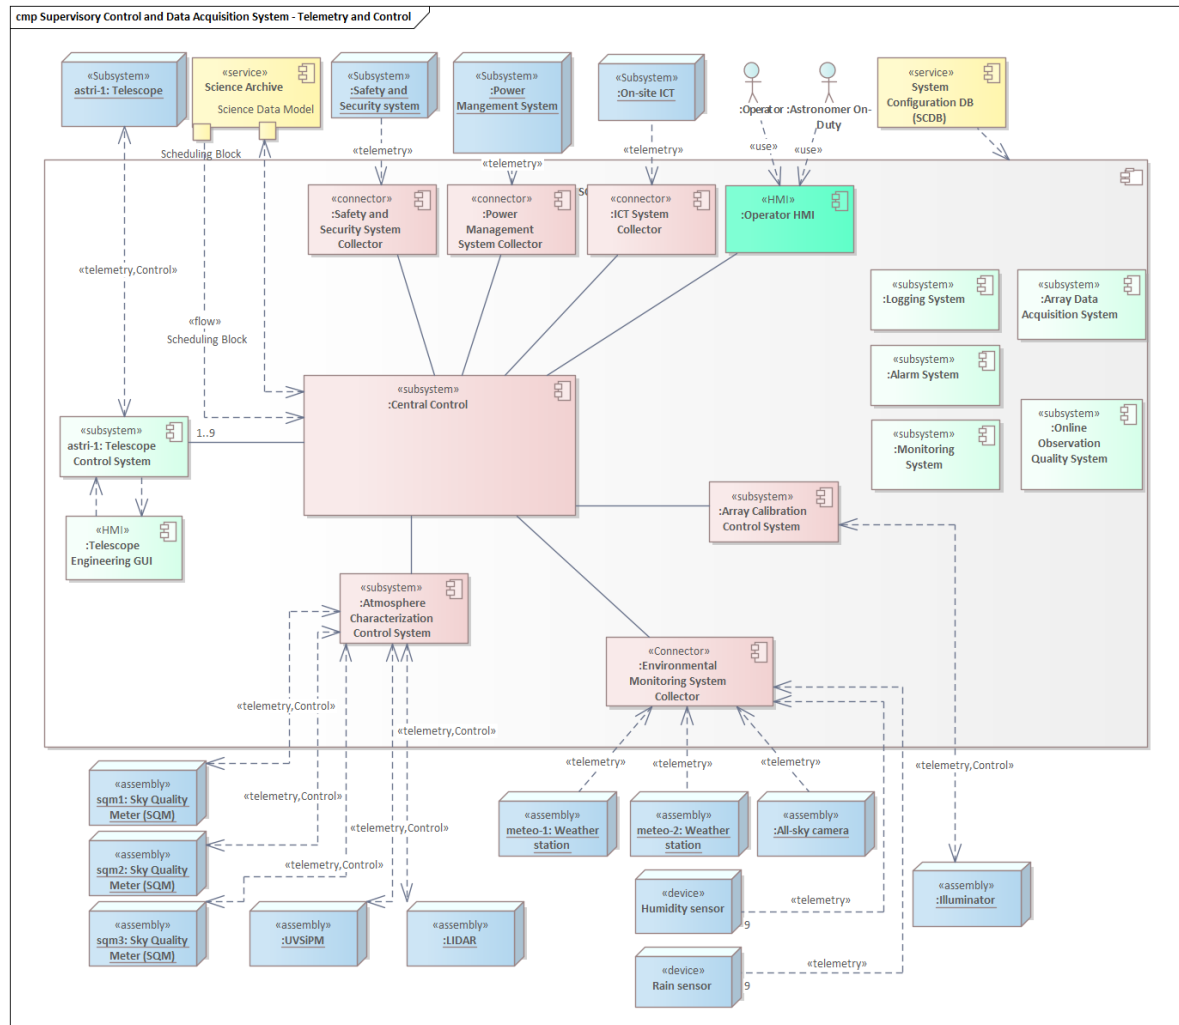 cmp Supervisory Control and Data Acquisition System - Telemetry and Control
«Subsystem»
astri-1: Telescope
«service»
Science Archive
Science Data Model
Scheduling Block
«Subsystem»
:Safety and
Security system
«Subsystem»
:Power
Mangement System
«Subsystem»
:On-site ICT
:Operator
:Astronomer On-
Duty
«service»
System
Configuration DB
(SCDB)
«telemetry»
«telemetry»
«telemetry»
«use»
«use»
«connector»
:Safety and
Security System
Collector
«connector»
:Power
Management
System Collector
«connector»
:ICT System
Collector
«HMI»
:Operator HMI
«telemetry,Control»
«flow»
Scheduling Block
«subsystem»
:Logging System
«subsystem»
:Array Data
Acquisition System
«subsystem»
:Alarm System
«subsystem»
:Monitoring
System
«subsystem»
:Online
Observation
Quality System
«subsystem»
:Central Control
«subsystem»
astri-1: Telescope
Control System
1..9
«HMI»
:Telescope
Engineering GUI
«subsystem»
:Array Calibration
Control System
«subsystem»
:Atmosphere
Characterization
Control System
«Connector»
:Environmental
Monitoring System
Collector
«telemetry,Control»
«telemetry,Control»
«telemetry»
«telemetry»
«telemetry»
«telemetry,Control»
«assembly»
sqm1: Sky Quality
Meter (SQM)
«telemetry,Control»
«telemetry,Control»
«assembly»
meteo-1: Weather
station
«assembly»
meteo-2: Weather
station
«assembly»
:All-sky camera
«assembly»
sqm2: Sky Quality
Meter (SQM)
«telemetry,Control»
«assembly»
sqm3: Sky Quality
Meter (SQM)
«assembly»
:UVSiPM
«assembly»
:LIDAR
«device»
Humidity sensor
9
«telemetry»
«assembly»
:Illuminator
«device»
Rain sensor
9
«telemetry»